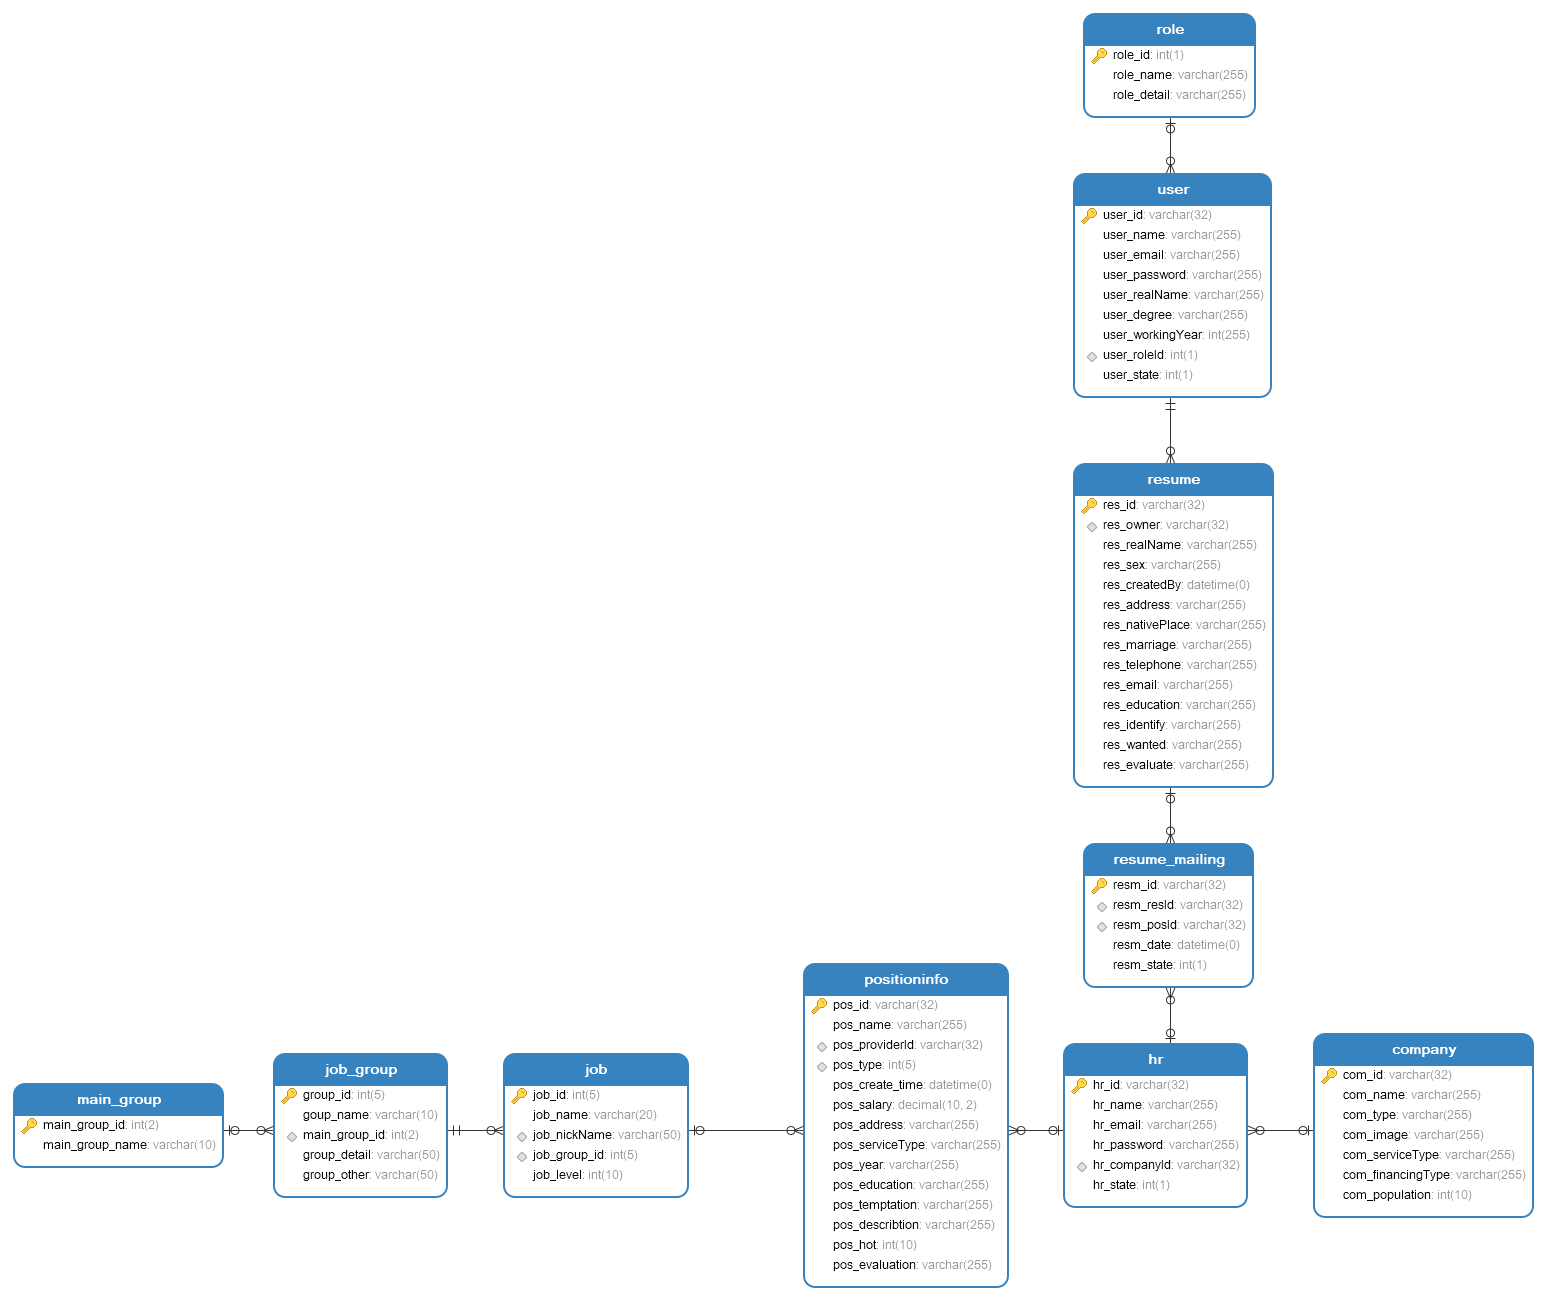 role
role_id: int(1)
role_name: varchar(255)
role_detail: varchar(255)
user
user_id: varchar(32)
user_name: varchar(255)
user_email: varchar(255)
user_password: varchar(255)
user_realName: varchar(255)
user_degree: varchar(255)
user_workingYear: int(255)
user_roleId: int(1)
user_state: int(1)
resume
res_id: varchar(32)
res_owner: varchar(32)
res_realName: varchar(255)
res_sex: varchar(255)
res_createdBy: datetime(0)
res_address: varchar(255)
res_nativePlace: varchar(255)
res_marriage: varchar(255)
res_telephone: varchar(255)
res_email: varchar(255)
res_education: varchar(255)
res_identify: varchar(255)
res_wanted: varchar(255)
res_evaluate: varchar(255)
resume_mailing
resm_id: varchar(32)
resm_resId: varchar(32)
resm_posId: varchar(32)
resm_date: datetime(0)
resm_state: int(1)
main_group
main_group_id: int(2)
main_group_name: varchar(10)
job_group
group_id: int(5)
goup_name: varchar(10)
main_group_id: int(2)
group_detail: varchar(50)
group_other: varchar(50)
job
job_id: int(5)
job_name: varchar(20)
job_nickName: varchar(50)
job_group_id: int(5)
job_level: int(10)
positioninfo
pos_id: varchar(32)
pos_name: varchar(255)
pos_providerId: varchar(32)
pos_type: int(5)
pos_create_time: datetime(0)
pos_salary: decimal(10, 2)
pos_address: varchar(255)
pos_serviceType: varchar(255)
pos_year: varchar(255)
pos_education: varchar(255)
pos_temptation: varchar(255)
pos_describtion: varchar(255)
pos_hot: int(10)
pos_evaluation: varchar(255)
hr
hr_id: varchar(32)
hr_name: varchar(255)
hr_email: varchar(255)
hr_password: varchar(255)
hr_companyId: varchar(32)
hr_state: int(1)
company
com_id: varchar(32)
com_name: varchar(255)
com_type: varchar(255)
com_image: varchar(255)
com_serviceType: varchar(255)
com_financingType: varchar(255)
com_population: int(10)